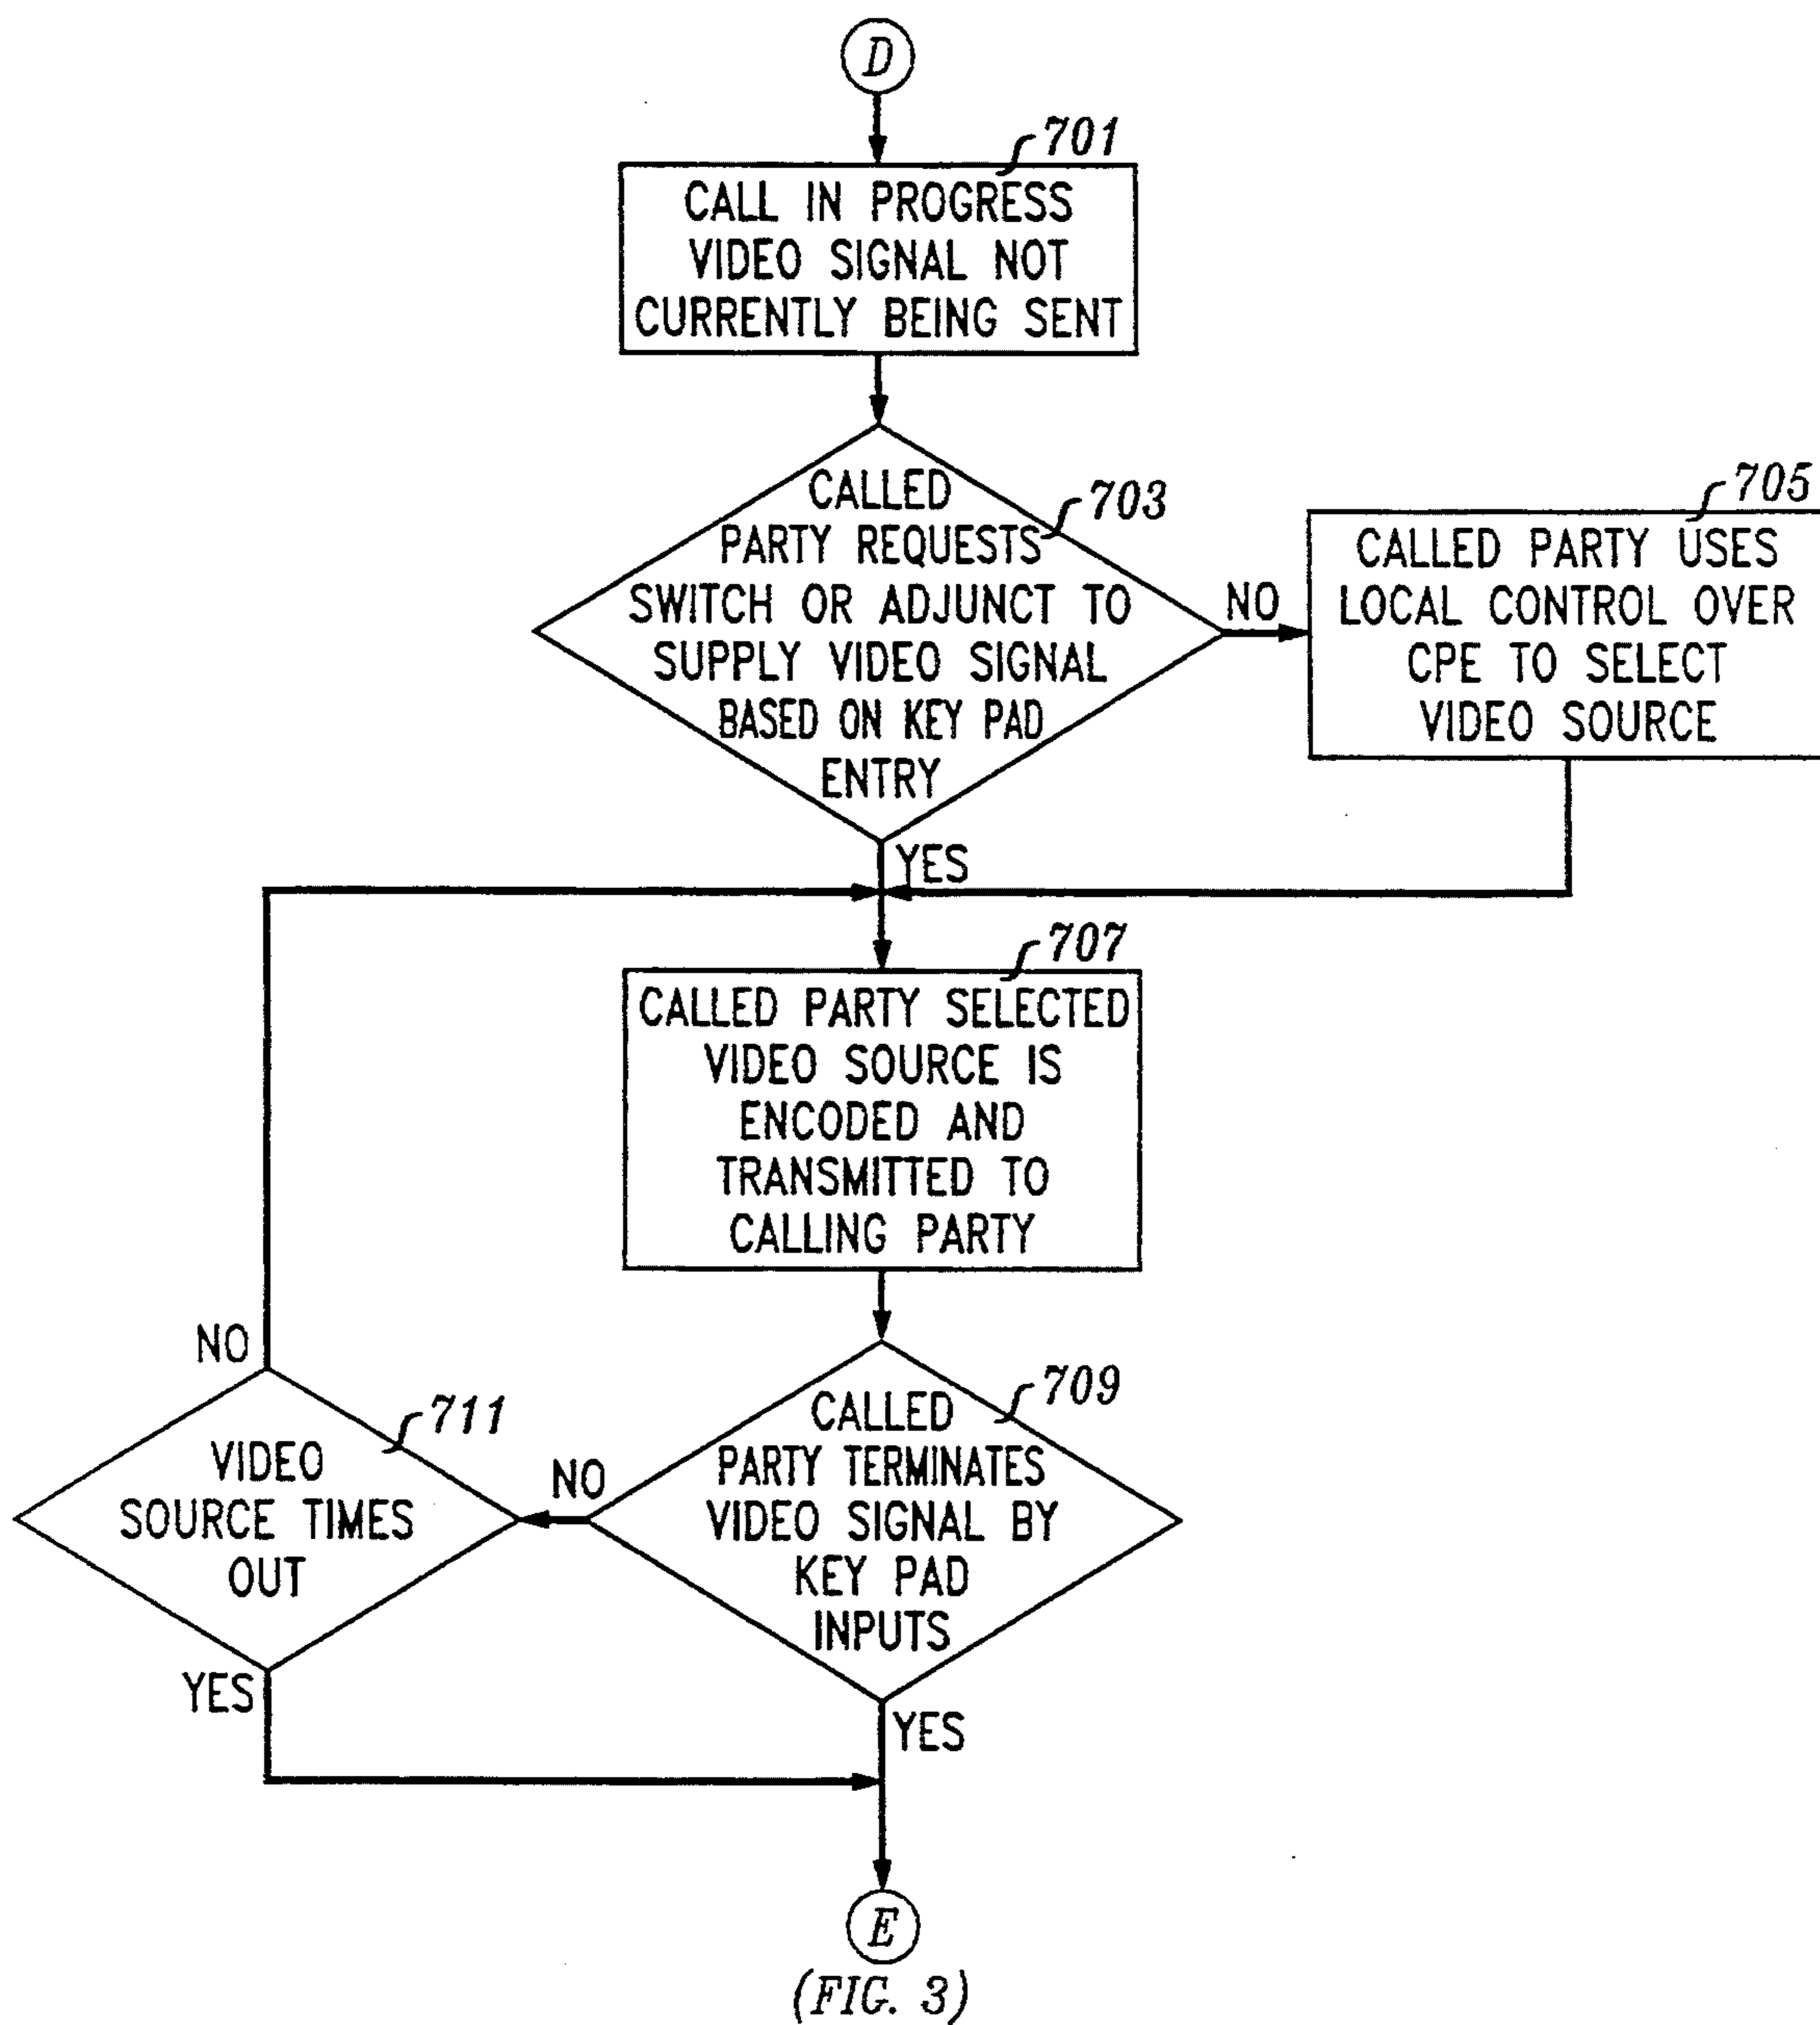 D
701
CALL IN PROGRESS
VIDEO SIGNAL NOT
CURRENTLY BEING SENT
703
CALLED
PARTY REQUESTS
SWITCH OR ADJUNCT TO
SUPPLY VIDEO SIGNAL
BASED ON KEY PAD
ENTRY
NO
705
CALLED PARTY USES
LOCAL CONTROL OVER
CPE TO SELECT
VIDEO SOURCE
YES
707
CALLED PARTY SELECTED
VIDEO SOURCE IS
ENCODED AND
TRANSMITTED TO
CALLING PARTY
709
CALLED
PARTY TERMINATES
VIDEO SIGNAL BY
KEY PAD
INPUTS
NO
711
VIDEO
SOURCE TIMES
OUT
NO
YES
YES
E
(FIG. 3)